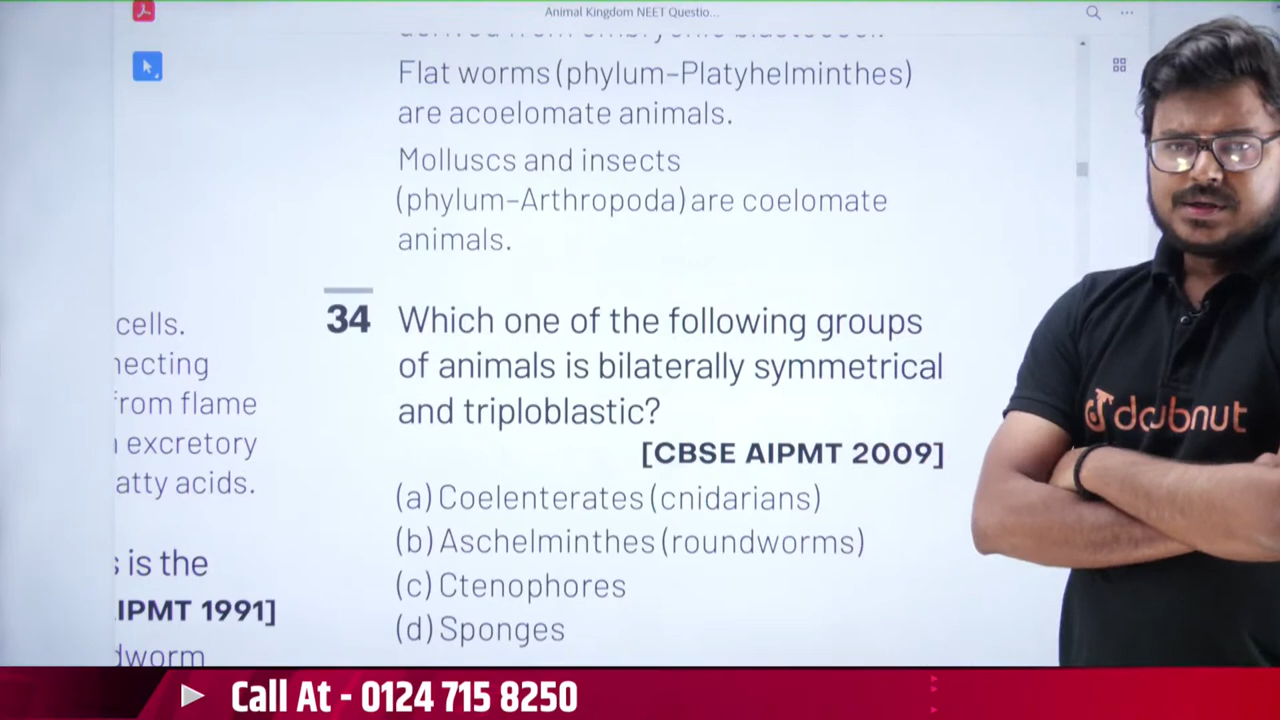 Animal Kingdom NEET Questio...
Flat worms (phylum-Platyhelminthes)
are acoelomate animals.
Molluscs and insects
(phylum-Arthropoda) are coelomate
animals.
34 Which one of the following groups
of animals is bilaterally symmetrical
and triploblastic?
[CBSE AIPMT 2009]
(a) Coelenterates (cnidarians)
(b) Aschelminthes (roundworms)
(c) Ctenophores
(d) Sponges
cells.
necting
from flame
excretory
atty acids.
is the
IPMT 1991]
dworm
doubnut
Call At - 0124 715 8250